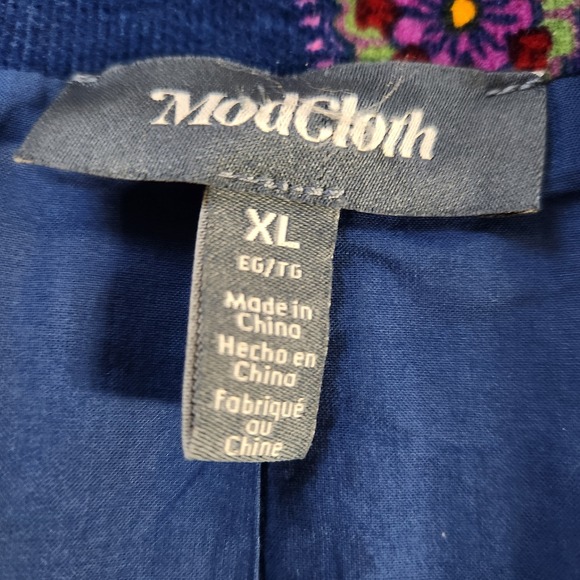 ModCloth
XL
EG/TG
Made in
China
Hecho en
China
Fabriqué
au
Chine